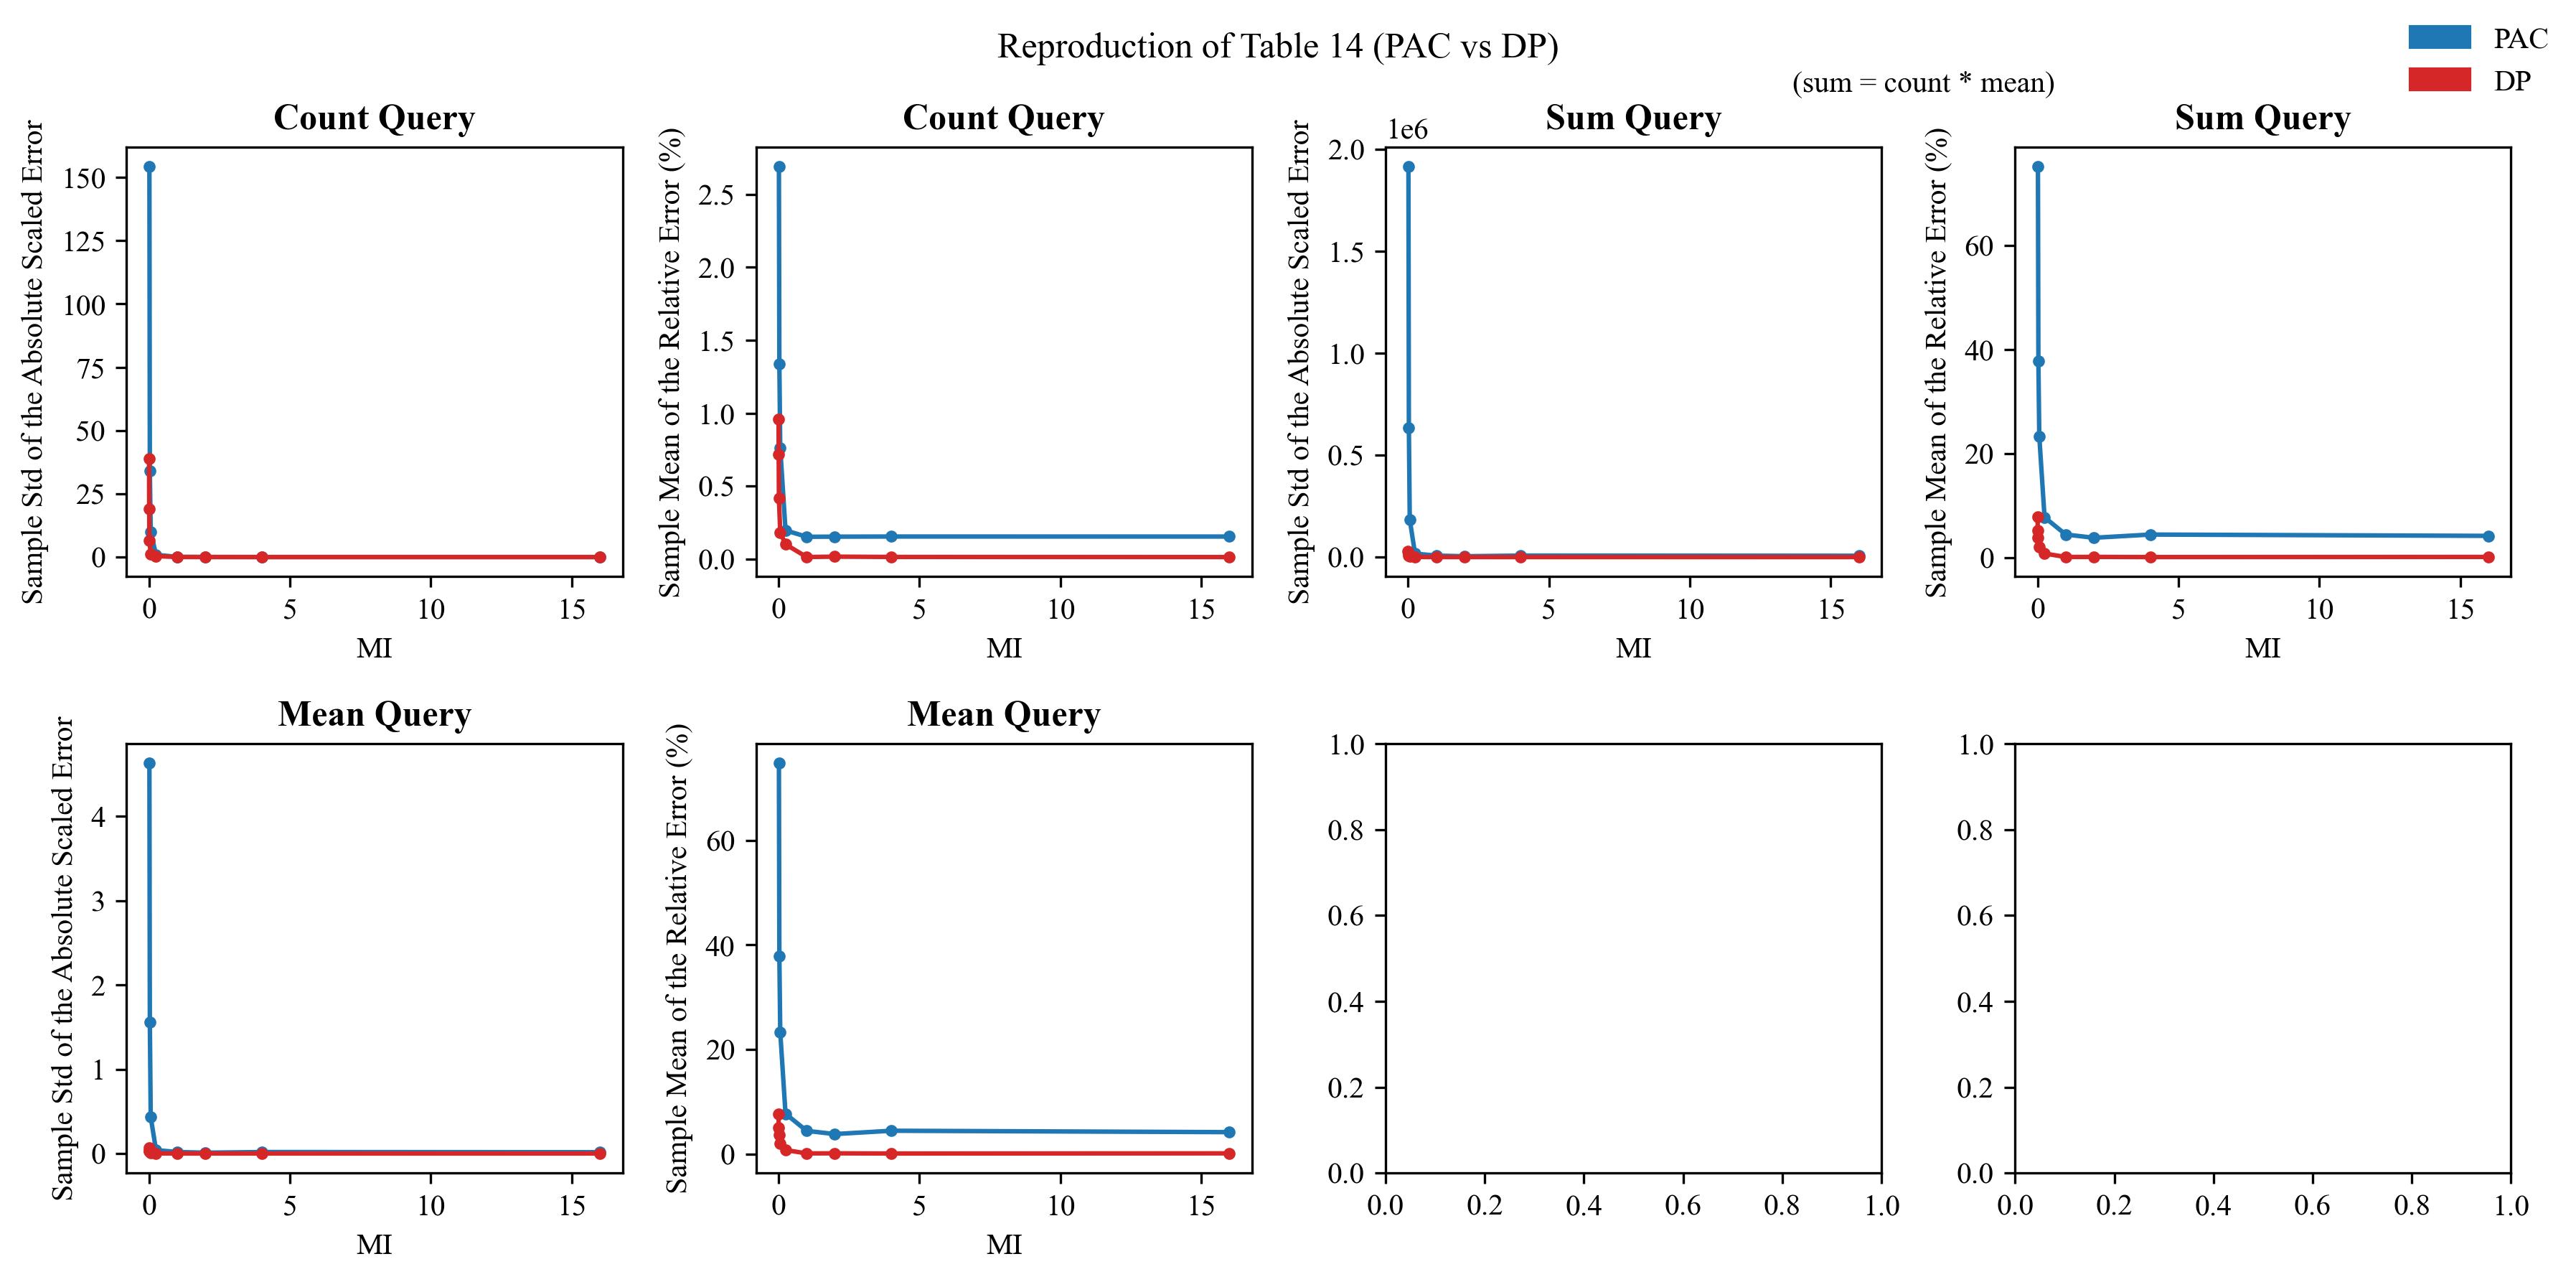 Reproduction of Table 14 (PAC vs DP)
PAC
DP
(sum = count * mean)
Count Query
Sample Std of the Absolute Scaled Error
150
125
100
75
50
25
0
0 5 10 15
MI
Count Query
Sample Mean of the Relative Error (%)
2.5
2.0
1.5
1.0
0.5
0.0
0 5 10 15
MI
Sum Query
1e6
Sample Std of the Absolute Scaled Error
2.0
1.5
1.0
0.5
0.0
0 5 10 15
MI
Sum Query
Sample Mean of the Relative Error (%)
60
40
20
0
0 5 10 15
MI
Mean Query
Sample Std of the Absolute Scaled Error
4
3
2
1
0
0 5 10 15
MI
Mean Query
Sample Mean of the Relative Error (%)
60
40
20
0
0 5 10 15
MI
1.0
0.8
0.6
0.4
0.2
0.0
0.0 0.2 0.4 0.6 0.8 1.0
1.0
0.8
0.6
0.4
0.2
0.0
0.0 0.2 0.4 0.6 0.8 1.0